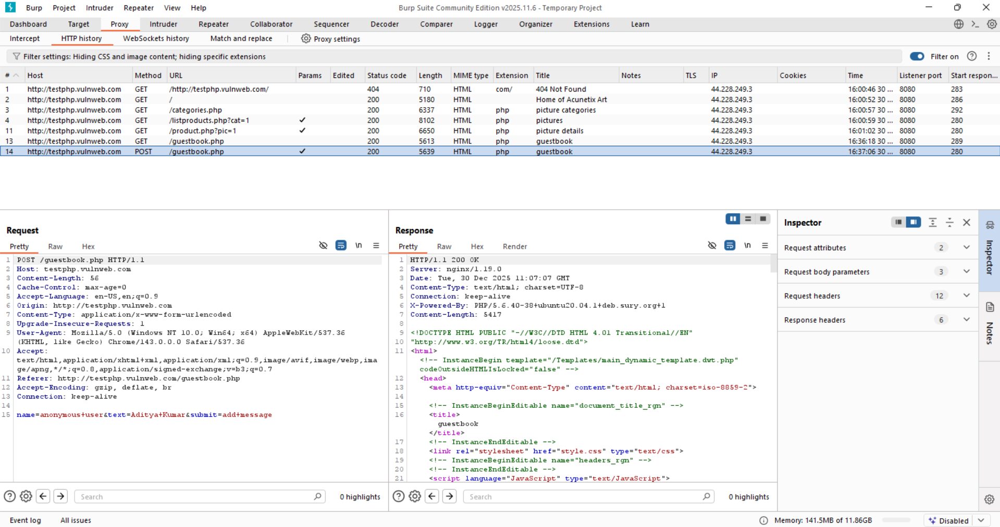 Burp Project Intruder Repeater View Help Burp Suite Community Edition v2025.11.6 - Temporary Project
Dashboard Target Proxy Intruder Repeater Collaborator Sequencer Decoder Comparer Logger Organizer Extensions Learn
Intercept HTTP history WebSockets history Match and replace Proxy settings
Filter settings: Hiding CSS and image content; hiding specific extensions Filter on
# Host Method URL Params Edited Status code Length MIME type Extension Title Notes TLS IP Cookies Time Listener port Start respon...
1 http://testphp.vulnweb.com GET /http://testphp.vulnweb.com/ 404 710 HTML com/ 404 Not Found 44.228.249.3 16:00:46 30 ... 8080 283
2 http://testphp.vulnweb.com GET / 200 5180 HTML Home of Acunetix Art 44.228.249.3 16:00:52 30 ... 8080 286
3 http://testphp.vulnweb.com GET /categories.php 200 6337 HTML php picture categories 44.228.249.3 16:00:57 30 ... 8080 292
4 http://testphp.vulnweb.com GET /listproducts.php?cat=1 ✓ 200 8102 HTML php pictures 44.228.249.3 16:00:59 30 ... 8080 280
11 http://testphp.vulnweb.com GET /product.php?pic=1 ✓ 200 6650 HTML php picture details 44.228.249.3 16:01:02 30 ... 8080 280
13 http://testphp.vulnweb.com GET /guestbook.php 200 5613 HTML php guestbook 44.228.249.3 16:36:18 30 ... 8080 289
14 http://testphp.vulnweb.com POST /guestbook.php ✓ 200 5639 HTML php guestbook 44.228.249.3 16:37:06 30 ... 8080 280
Request
Pretty Raw Hex \n
1 POST /guestbook.php HTTP/1.1
2 Host: testphp.vulnweb.com
3 Content-Length: 56
4 Cache-Control: max-age=0
5 Accept-Language: en-US,en;q=0.9
6 Origin: http://testphp.vulnweb.com
7 Content-Type: application/x-www-form-urlencoded
8 Upgrade-Insecure-Requests: 1
9 User-Agent: Mozilla/5.0 (Windows NT 10.0; Win64; x64) AppleWebKit/537.36
(KHTML, like Gecko) Chrome/143.0.0.0 Safari/537.36
10 Accept:
text/html,application/xhtml+xml,application/xml;q=0.9,image/avif,image/webp,ima
ge/apng,*/*;q=0.8,application/signed-exchange;v=b3;q=0.7
11 Referer: http://testphp.vulnweb.com/guestbook.php
12 Accept-Encoding: gzip, deflate, br
13 Connection: keep-alive
14
15 name=anonymous+user&text=Aditya+Kumar&submit=add+message
Search 0 highlights
Response
Pretty Raw Hex Render \n
1 HTTP/1.1 200 OK
2 Server: nginx/1.19.0
3 Date: Tue, 30 Dec 2025 11:07:07 GMT
4 Content-Type: text/html; charset=UTF-8
5 Connection: keep-alive
6 X-Powered-By: PHP/5.6.40-38+ubuntu20.04.1+deb.sury.org+1
7 Content-Length: 5417
8
9 <!DOCTYPE HTML PUBLIC "-//W3C//DTD HTML 4.01 Transitional//EN"
10 "http://www.w3.org/TR/html4/loose.dtd">
11 <html>
<!-- InstanceBegin template="/Templates/main_dynamic_template.dwt.php"
codeOutsideHTMLIsLocked="false" -->
12 <head>
13 <meta http-equiv="Content-Type" content="text/html; charset=iso-8859-2">
14
15 <!-- InstanceBeginEditable name="document_title_rgn" -->
16 <title>
guestbook
</title>
17 <!-- InstanceEndEditable -->
18 <link rel="stylesheet" href="style.css" type="text/css">
19 <!-- InstanceBeginEditable name="headers_rgn" -->
20 <!-- InstanceEndEditable -->
21 <script language="JavaScript" type="text/JavaScript">
Search 0 highlights
Inspector
Request attributes 2
Request body parameters 3
Request headers 12
Response headers 6
Inspector
Notes
Event log All issues Memory: 141.5MB of 11.86GB Disabled